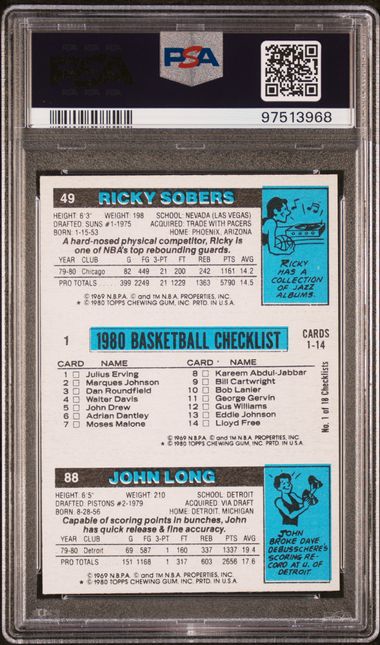 PSA
97513968
49 RICKY SOBERS
HEIGHT: 6'3" WEIGHT: 198 SCHOOL: NEVADA (LAS VEGAS)
DRAFTED: SUNS #1-1975 ACQUIRED: TRADE WITH PACERS
BORN: 1-15-53 HOME: PHOENIX, ARIZONA
A hard-nosed physical competitor, Ricky is
one of NBA's top rebounding guards.
YEAR CLUB G FG 3-PT FT REB PTS AVG
79-80 Chicago 82 449 21 200 242 1161 14.2
PRO TOTALS .... 399 2249 21 1229 1363 5790 14.5
© 1969 N.B.P.A. © and TM N.B.A. PROPERTIES, INC.
* © 1980 TOPPS CHEWING GUM, INC. PRTD. IN U.S.A.
RICKY
HAS A
COLLECTION
OF JAZZ
ALBUMS.
1 1980 BASKETBALL CHECKLIST CARDS
1-14
CARD NAME CARD NAME
1 Julius Erving 8 Kareem Abdul-Jabbar
2 Marques Johnson 9 Bill Cartwright
3 Dan Roundfield 10 Bob Lanier
4 Walter Davis 11 George Gervin
5 John Drew 12 Gus Williams
6 Adrian Dantley 13 Eddie Johnson
7 Moses Malone 14 Lloyd Free
No. 1 of 18 Checklists
© 1969 N.B.P.A. © and TM N.B.A. PROPERTIES, INC.
* © 1980 TOPPS CHEWING GUM, INC. PRTD. IN U.S.A.
88 JOHN LONG
HEIGHT: 6'5" WEIGHT: 210 SCHOOL: DETROIT
DRAFTED: PISTONS #2-1979 ACQUIRED: VIA DRAFT
BORN: 8-28-56 HOME: DETROIT, MICHIGAN
Capable of scoring points in bunches, John
has quick release & fine accuracy.
YEAR CLUB G FG 3-PT FT REB PTS AVG
79-80 Detroit 69 587 1 160 337 1337 19.4
PRO TOTALS 151 1168 1 317 603 2656 17.6
© 1969 N.B.P.A. © and TM N.B.A. PROPERTIES, INC.
* © 1980 TOPPS CHEWING GUM, INC. PRTD. IN U.S.A.
JOHN
BROKE DAVE
DEBUSSCHERE'S
SCORING RE-
CORD AT U. OF
DETROIT.